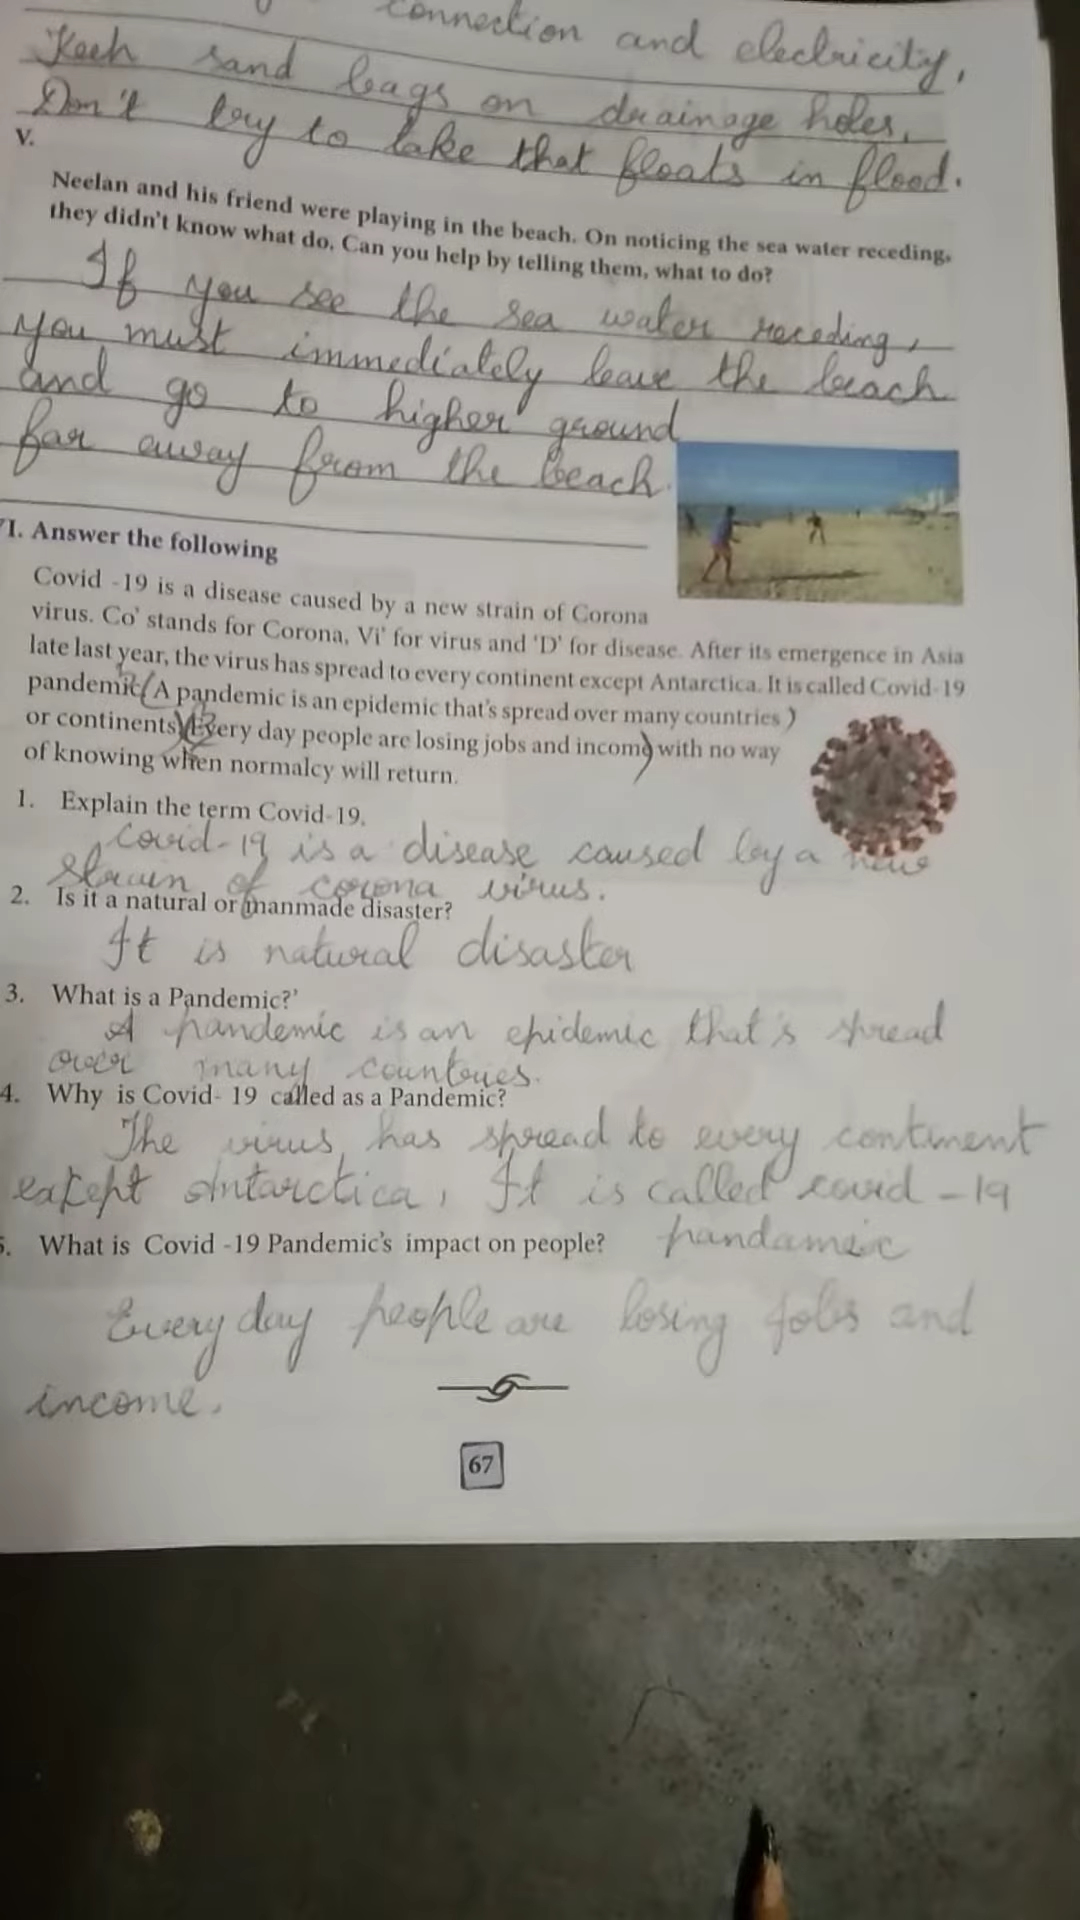 connection and electricity,
Keeh sand bags on drainage holes,
Don't try to take that floats in flood.
V.
Neelan and his friend were playing in the beach. On noticing the sea water receding,
they didn't know what do. Can you help by telling them, what to do?
If you see the sea water receding,
you must immediately leave the beach
and go to higher ground
far away from the beach.
VI. Answer the following
Covid -19 is a disease caused by a new strain of Corona
virus. Co' stands for Corona, Vi' for virus and 'D' for disease. After its emergence in Asia
late last year, the virus has spread to every continent except Antarctica. It is called Covid-19
pandemic. (A pandemic is an epidemic that's spread over many countries)
or continents) Every day people are losing jobs and income) with no way
of knowing when normalcy will return.
1. Explain the term Covid-19.
Covid-19 is a disease caused by a new
strain of corona virus.
2. Is it a natural or manmade disaster?
It is natural disaster
3. What is a Pandemic?'
A pandemic is an epidemic that's spread
over many countries.
4. Why is Covid- 19 called as a Pandemic?
The virus has spread to every continent
except Antarctica, It is called covid -19
pandamic
5. What is Covid -19 Pandemic's impact on people?
Every day people are losing jobs and
income.
67